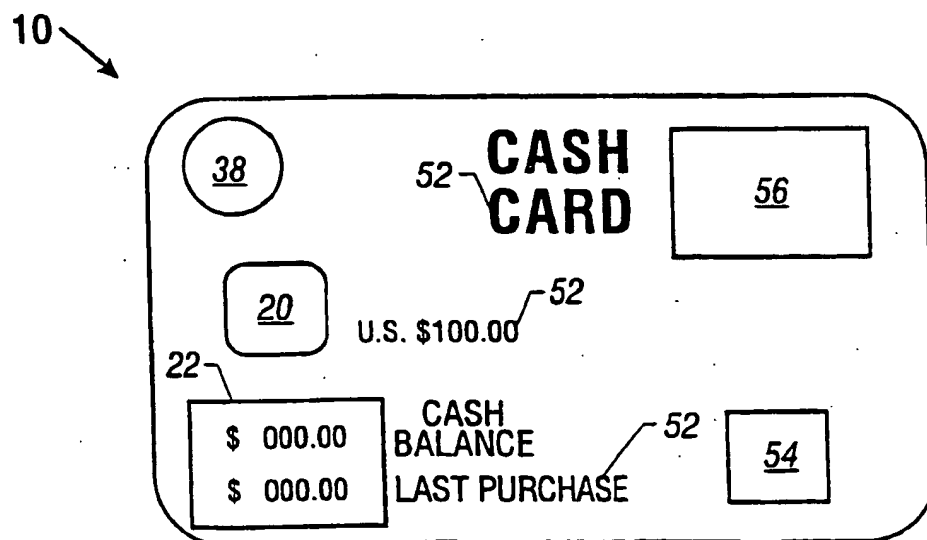 10
38
52
CASH
CARD
56
20
U.S. $100.00
52
22
$ 000.00
CASH
BALANCE
52
$ 000.00
LAST PURCHASE
54